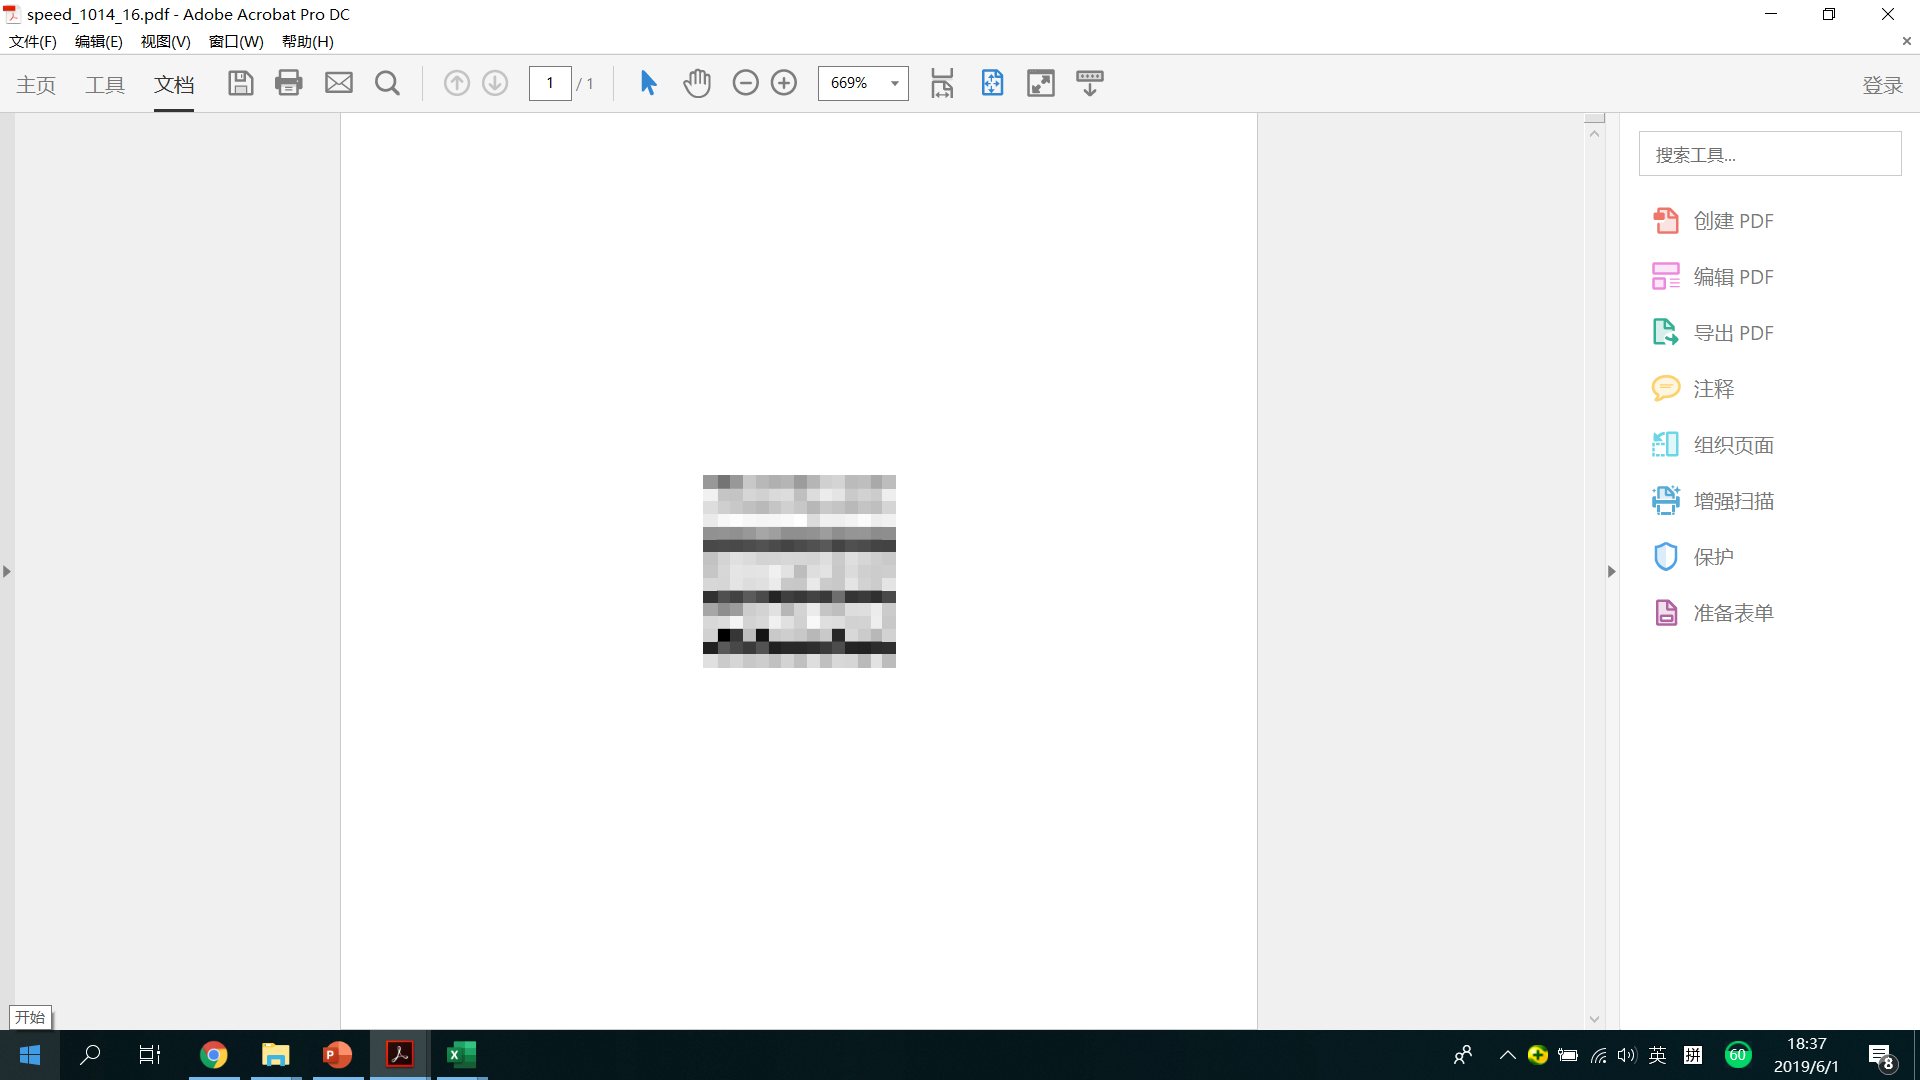 speed_1014_16.pdf - Adobe Acrobat Pro DC
文件(F) 编辑(E) 视图(V) 窗口(W) 帮助(H)
主页 工具 文档 1 / 1 669% 登录
搜索工具...
创建 PDF
编辑 PDF
导出 PDF
注释
组织页面
增强扫描
保护
准备表单
开始
英 拼 60 18:37
2019/6/1 8